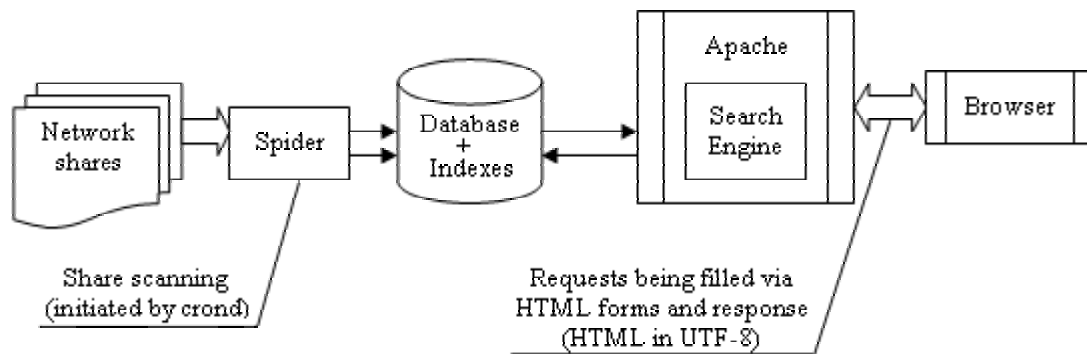 Network
shares
Spider
Database
+
Indexes
Apache
Search
Engine
Browser
Share scanning
(initiated by crond)
Requests being filled via
HTML forms and response
(HTML in UTF-8)